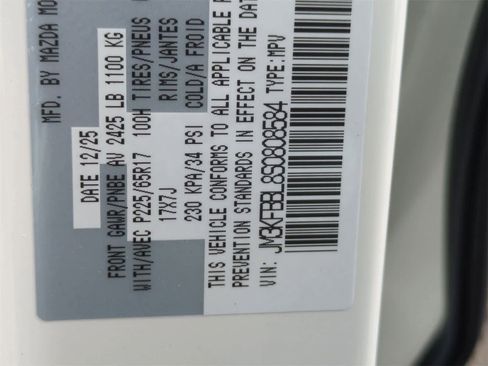 MFD. BY MAZDA MO
DATE 12/25
FRONT GAWR/PNBE AV 2425 LB 1100 KG
WITH/AVEC P225/65R17 100H TIRES/PNEUS
17X7J RIMS/JANTES
230 KPA/34 PSI COLD/A FROID
THIS VEHICLE CONFORMS TO ALL APPLICABLE
PREVENTION STANDARDS IN EFFECT ON THE DA
JM3KFBBL8S0808584 TYPE:MPV